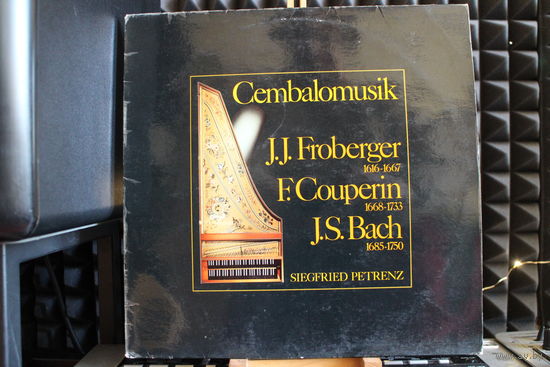 Cembalomusik
J.J. Froberger
1616-1667
F. Couperin
1668-1733
J.S. Bach
1685-1750
SIEGFRIED PETRENZ